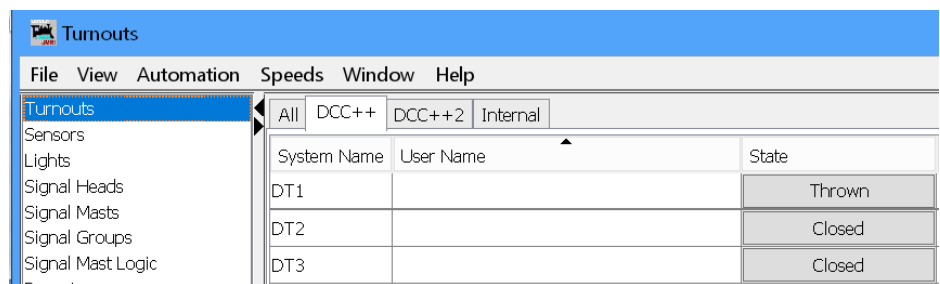 Turnouts
File View Automation Speeds Window Help
Turnouts
Sensors
Lights
Signal Heads
Signal Masts
Signal Groups
Signal Mast Logic
All DCC++ DCC++2 Internal
System Name User Name State
DT1 Thrown
DT2 Closed
DT3 Closed